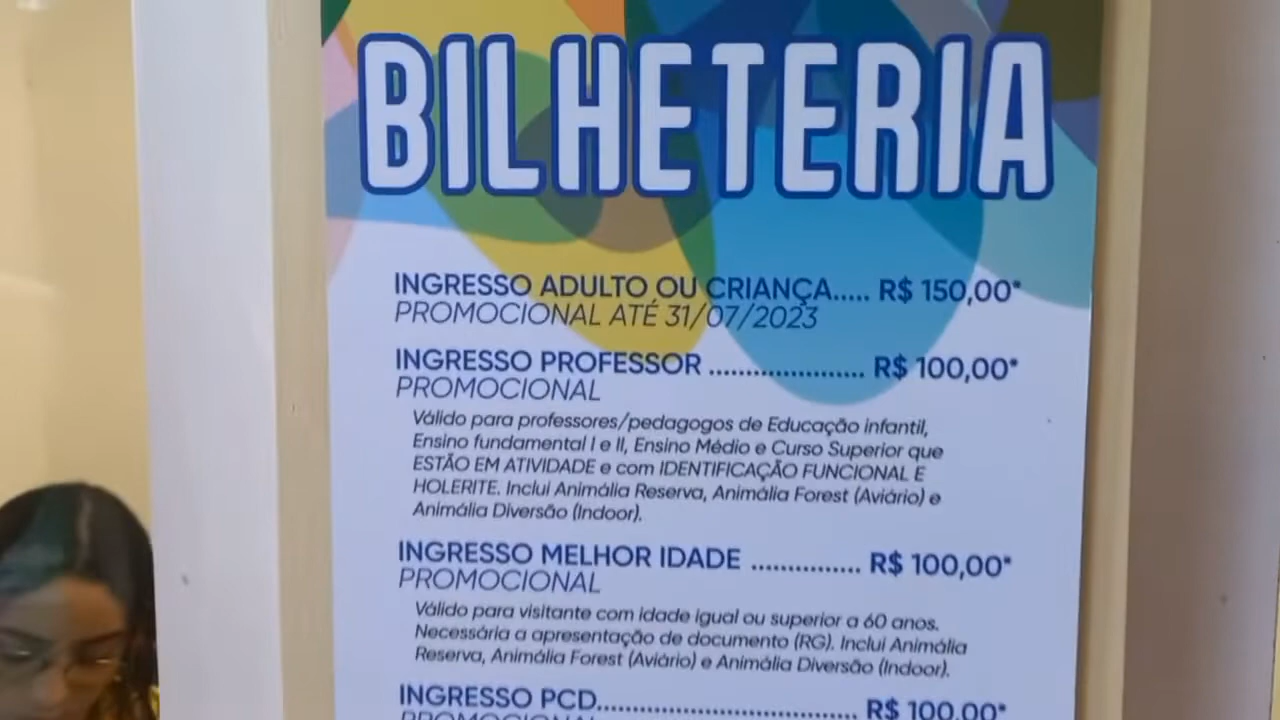 BILHETERIA
INGRESSO ADULTO OU CRIANÇA..... R$ 150,00*
PROMOCIONAL ATÉ 31/07/2023
INGRESSO PROFESSOR ..................... R$ 100,00*
PROMOCIONAL
Válido para professores/pedagogos de Educação infantil,
Ensino fundamental I e II, Ensino Médio e Curso Superior que
ESTÃO EM ATIVIDADE e com IDENTIFICAÇÃO FUNCIONAL E
HOLERITE. Inclui Animália Reserva, Animália Forest (Aviário) e
Animália Diversão (Indoor).
INGRESSO MELHOR IDADE ............... R$ 100,00*
PROMOCIONAL
Válido para visitante com idade igual ou superior a 60 anos.
Necessária a apresentação de documento (RG). Inclui Animália
Reserva, Animália Forest (Aviário) e Animália Diversão (Indoor).
INGRESSO PCD.................................... R$ 100,00*
PROMOCIONAL